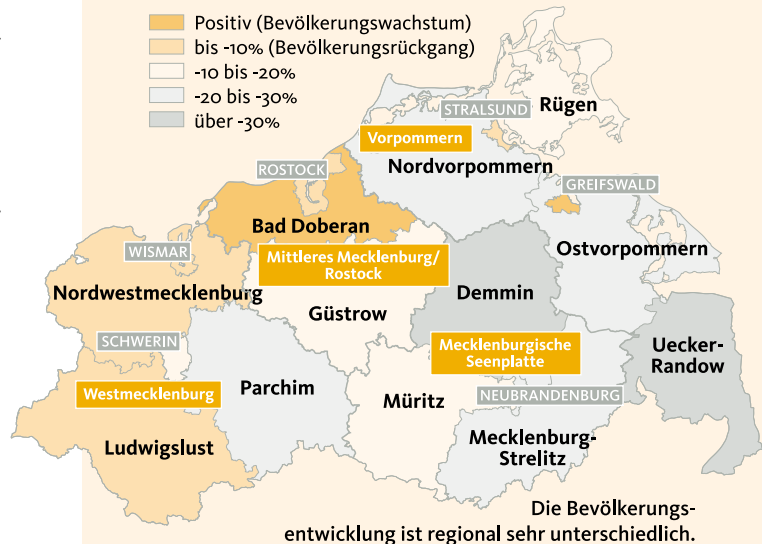 Positiv (Bevölkerungswachstum)
bis -10% (Bevölkerungsrückgang)
-10 bis -20%
-20 bis -30%
über -30%
STRALSUND
Rügen
Vorpommern
Nordvorpommern
ROSTOCK
GREIFSWALD
Bad Doberan
WISMAR
Mittleres Mecklenburg/
Rostock
Ostvorpommern
Nordwestmecklenburg
Güstrow
Demmin
SCHWERIN
Mecklenburgische
Seenplatte
Uecker-
Randow
Westmecklenburg
Parchim
Müritz
NEUBRANDENBURG
Ludwigslust
Mecklenburg-
Strelitz
Die Bevölkerungs-
entwicklung ist regional sehr unterschiedlich.